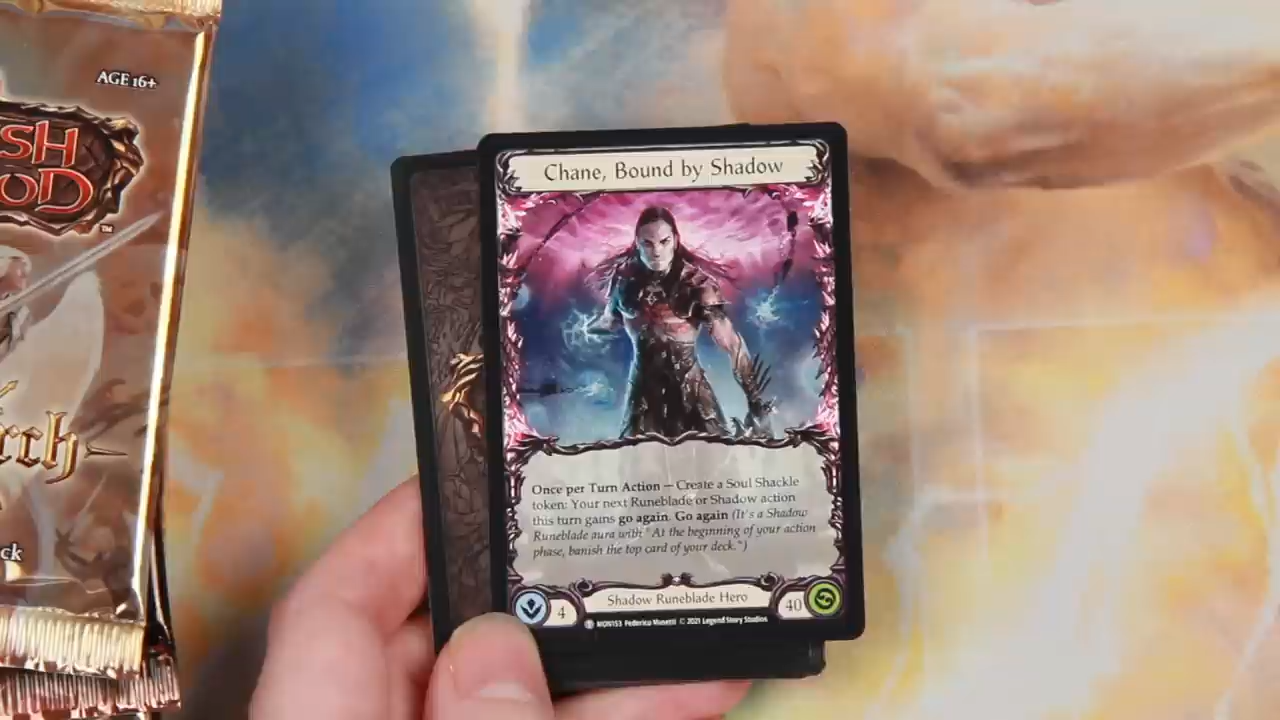 AGE 16+
SH
OD
TM
rch
ck
Chane, Bound by Shadow
Once per Turn Action — Create a Soul Shackle
token: Your next Runeblade or Shadow action
this turn gains go again. Go again (It's a Shadow
Runeblade aura with "At the beginning of your action
phase, banish the top card of your deck.")
4
Shadow Runeblade Hero
40
MON153 Federico Musetti © 2021 Legend Story Studios